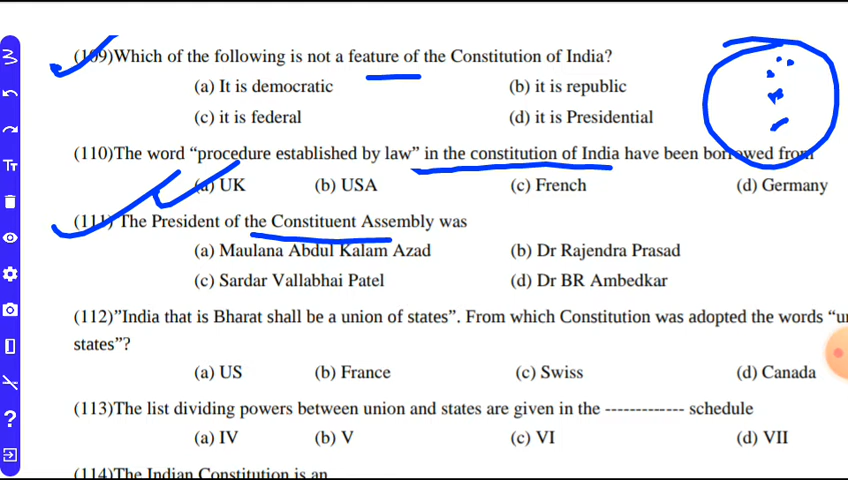 (109)Which of the following is not a feature of the Constitution of India?
(a) It is democratic (b) it is republic
(c) it is federal (d) it is Presidential
(110)The word “procedure established by law” in the constitution of India have been borrowed from
(a) UK (b) USA (c) French (d) Germany
(111) The President of the Constituent Assembly was
(a) Maulana Abdul Kalam Azad (b) Dr Rajendra Prasad
(c) Sardar Vallabhai Patel (d) Dr BR Ambedkar
(112)”India that is Bharat shall be a union of states”. From which Constitution was adopted the words “u
states”?
(a) US (b) France (c) Swiss (d) Canada
(113)The list dividing powers between union and states are given in the ------------- schedule
(a) IV (b) V (c) VI (d) VII
(114)The Indian Constitution is an